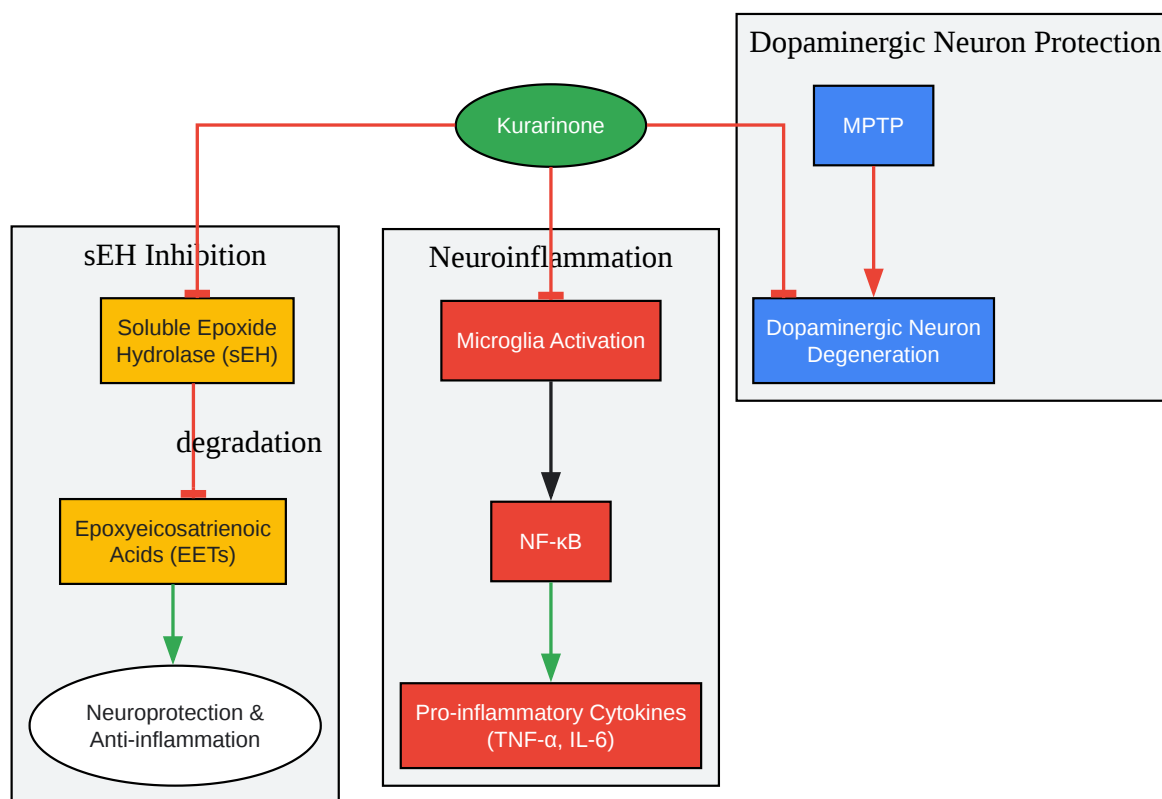 Dopaminergic Neuron Protection
Kurarinone
MPTP
sEH Inhibition
Neuroinflammation
Soluble Epoxide
Hydrolase (sEH)
Microglia Activation
Dopaminergic Neuron
Degeneration
degradation
Epoxyeicosatrienoic
Acids (EETs)
NF-κB
Neuroprotection &
Anti-inflammation
Pro-inflammatory Cytokines
(TNF-α, IL-6)